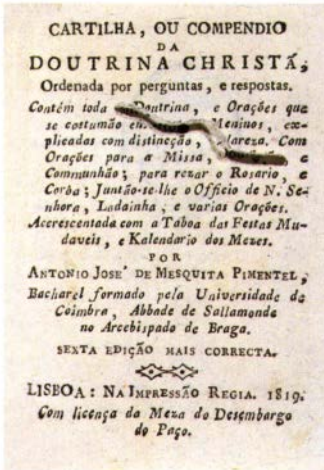 CARTILHA, OU COMPENDIO
DA
DOUTRINA CHRISTÃ,
Ordenada por perguntas, e respostas.
Contém toda Doutrina, e Orações que
se costumão Meninos, ex-
plicadas com distincção, lareza. Com
Orações para a Missa, e
Communhão; para rezar o Rosario, e
Corôa; Juntão-se-lhe o Officio de N. Se-
nhora, Ladainha, e varias Orações.
Accrescentada com a Taboa das Festas Mu-
daveis, e Kalendario dos Mezes.
POR
ANTONIO JOSE' DE MESQUITA PIMENTEL,
Bacharel formado pela Universidade de
Coimbra, Abbade de Sallamonde
no Arcebispado de Braga.
SEXTA EDIÇÃO MAIS CORRECTA.
LISBOA: NA IMPRESSÃO REGIA. 1819.
Com licença da Meza do Desembargo
do Paço.